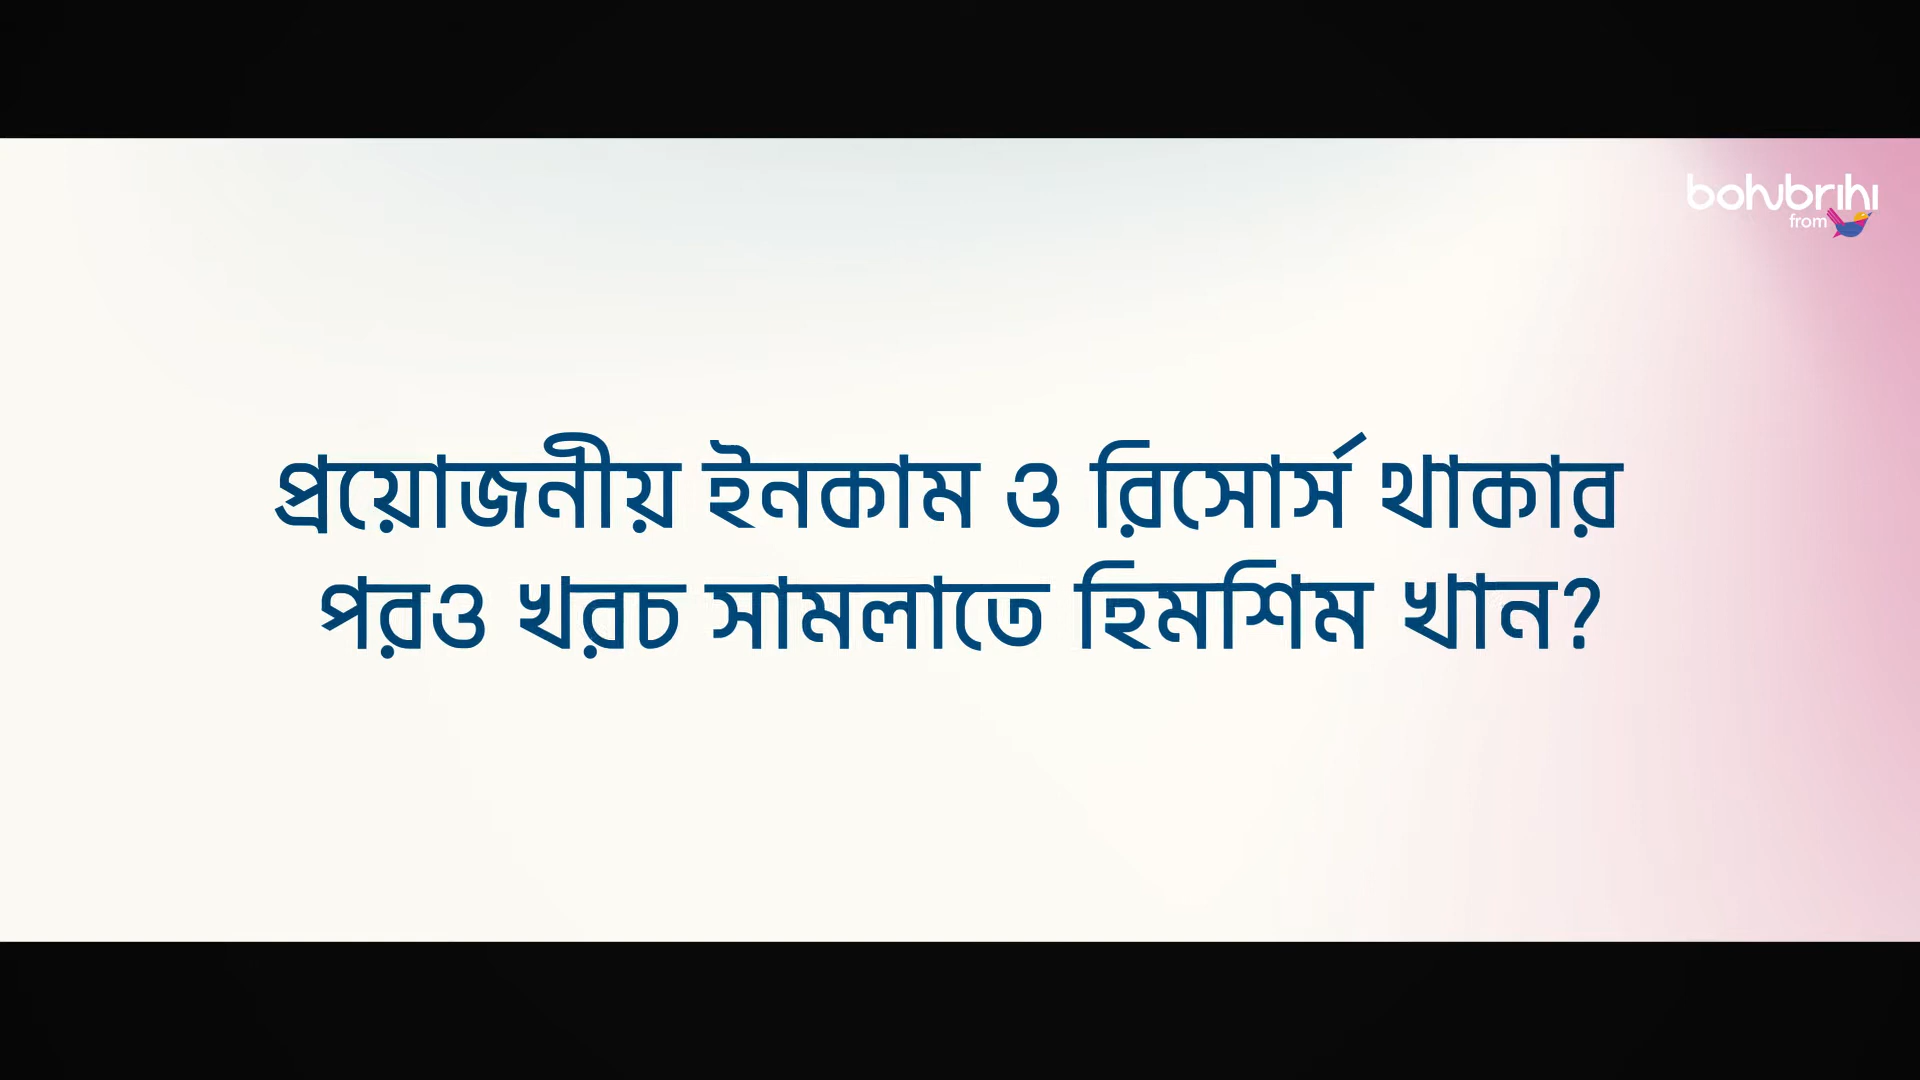 bohubrihi
from
প্রয়োজনীয় ইনকাম ও রিসোর্স থাকার
পরও খরচ সামলাতে হিমশিম খান?